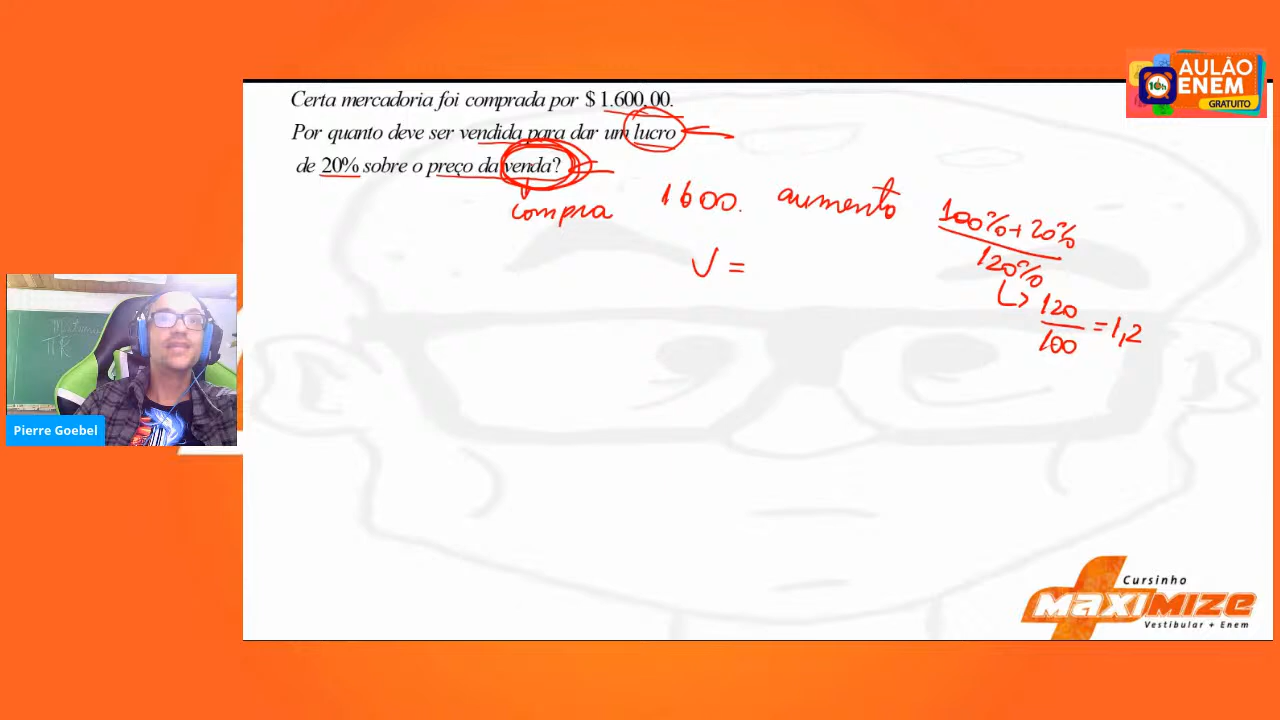 AULÃO
ENEM
GRATUITO
10h
Certa mercadoria foi comprada por $ 1.600,00.
Por quanto deve ser vendida para dar um lucro
de 20% sobre o preço da venda?
compra
1600. aumento
100% + 20%
120%
V =
120
100
= 1,2
Pierre Goebel
Cursinho
MAXIMIZE
Vestibular + Enem